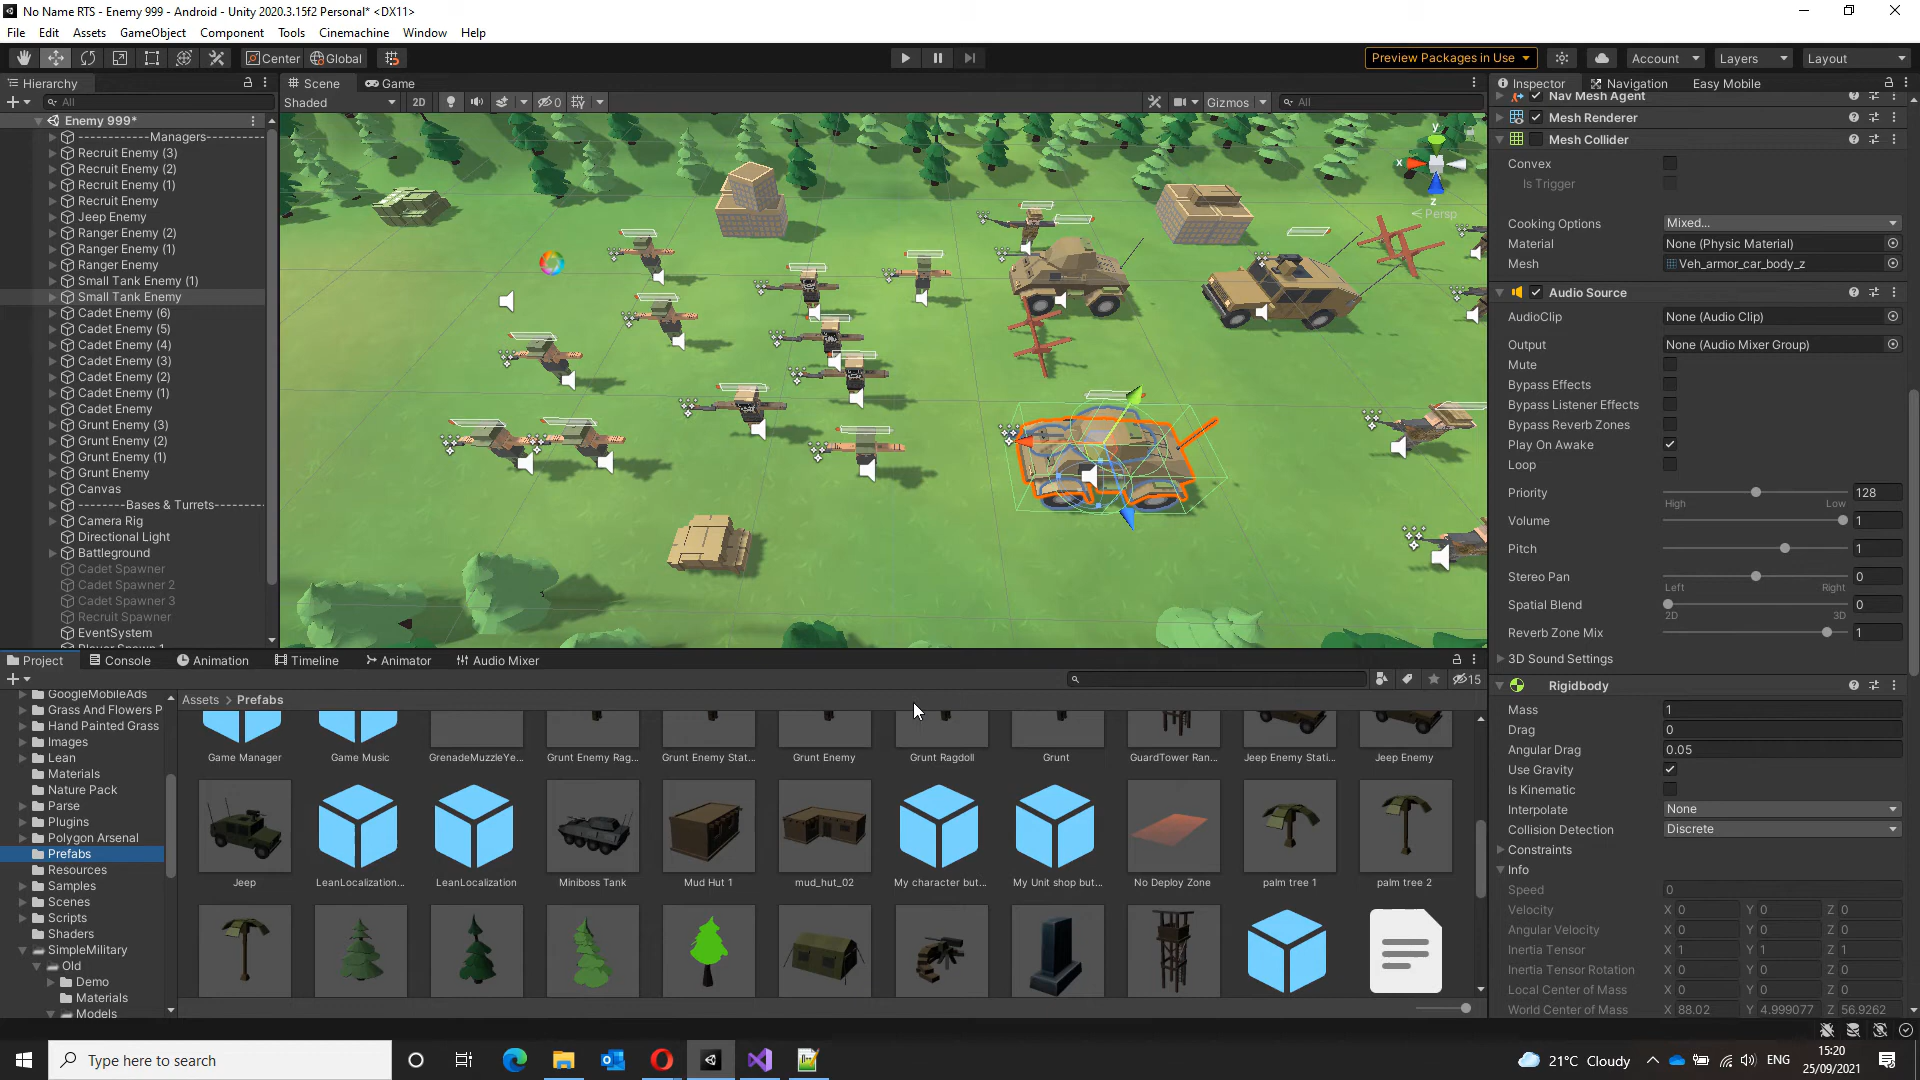 No Name RTS - Enemy 999 - Android - Unity 2020.3.15f2 Personal* <DX11>
File Edit Assets GameObject Component Tools Cinemachine Window Help
Center Global Preview Packages in Use Account Layers Layout
Hierarchy
All
Enemy 999*
------------Managers--------
Recruit Enemy (3)
Recruit Enemy (2)
Recruit Enemy (1)
Recruit Enemy
Jeep Enemy
Ranger Enemy (2)
Ranger Enemy (1)
Ranger Enemy
Small Tank Enemy (1)
Small Tank Enemy
Cadet Enemy (6)
Cadet Enemy (5)
Cadet Enemy (4)
Cadet Enemy (3)
Cadet Enemy (2)
Cadet Enemy (1)
Cadet Enemy
Grunt Enemy (3)
Grunt Enemy (2)
Grunt Enemy (1)
Grunt Enemy
Canvas
--------Bases & Turrets--------
Camera Rig
Directional Light
Battleground
Cadet Spawner
Cadet Spawner 2
Cadet Spawner 3
Recruit Spawner
EventSystem
Scene Game
Shaded 2D 0 Gizmos All
y
x
z
Persp
Inspector Navigation Easy Mobile
Nav Mesh Agent
Mesh Renderer
Mesh Collider
Convex
Is Trigger
Cooking Options Mixed...
Material None (Physic Material)
Mesh Veh_armor_car_body_z
Audio Source
AudioClip None (Audio Clip)
Output None (Audio Mixer Group)
Mute
Bypass Effects
Bypass Listener Effects
Bypass Reverb Zones
Play On Awake
Loop
Priority 128
High Low
Volume 1
Pitch 1
Stereo Pan 0
Left Right
Spatial Blend 0
2D 3D
Reverb Zone Mix 1
3D Sound Settings
Rigidbody
Mass 1
Drag 0
Angular Drag 0.05
Use Gravity
Is Kinematic
Interpolate None
Collision Detection Discrete
Constraints
Info
Speed 0
Velocity X 0 Y 0 Z 0
Angular Velocity X 0 Y 0 Z 0
Inertia Tensor X 1 Y 1 Z 1
Inertia Tensor Rotation X 0 Y 0 Z 0
Local Center of Mass X 0 Y 0 Z 0
World Center of Mass X 88.02 Y 4.999077 Z 56.9262
Project Console Animation Timeline Animator Audio Mixer
15
GoogleMobileAds
Grass And Flowers P
Hand Painted Grass
Images
Lean
Materials
Nature Pack
Parse
Plugins
Polygon Arsenal
Prefabs
Resources
Samples
Scenes
Scripts
Shaders
SimpleMilitary
Old
Demo
Materials
Models
Assets > Prefabs
Game Manager Game Music GrenadeMuzzleYe... Grunt Enemy Rag... Grunt Enemy Stat... Grunt Enemy Grunt Ragdoll Grunt GuardTower Ran... Jeep Enemy Stati... Jeep Enemy
Jeep LeanLocalization... LeanLocalization Miniboss Tank Mud Hut 1 mud_hut_02 My character but... My Unit shop but... No Deploy Zone palm tree 1 palm tree 2
Type here to search
21°C Cloudy
ENG
15:20
25/09/2021